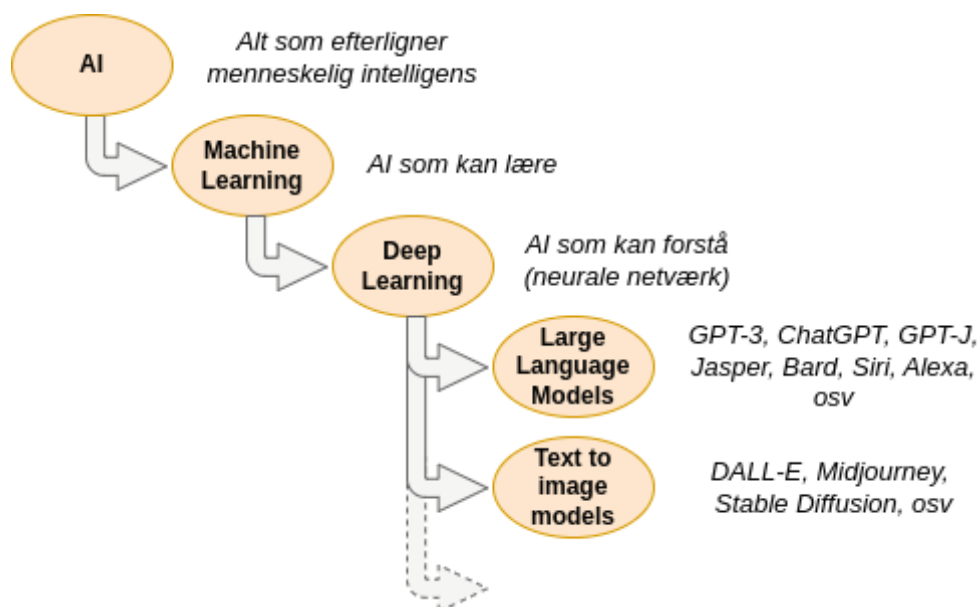 AI
Alt som efterligner
menneskelig intelligens
Machine
Learning
AI som kan lære
Deep
Learning
AI som kan forstå
(neurale netværk)
Large
Language
Models
GPT-3, ChatGPT, GPT-J,
Jasper, Bard, Siri, Alexa,
osv
Text to
image
models
DALL-E, Midjourney,
Stable Diffusion, osv